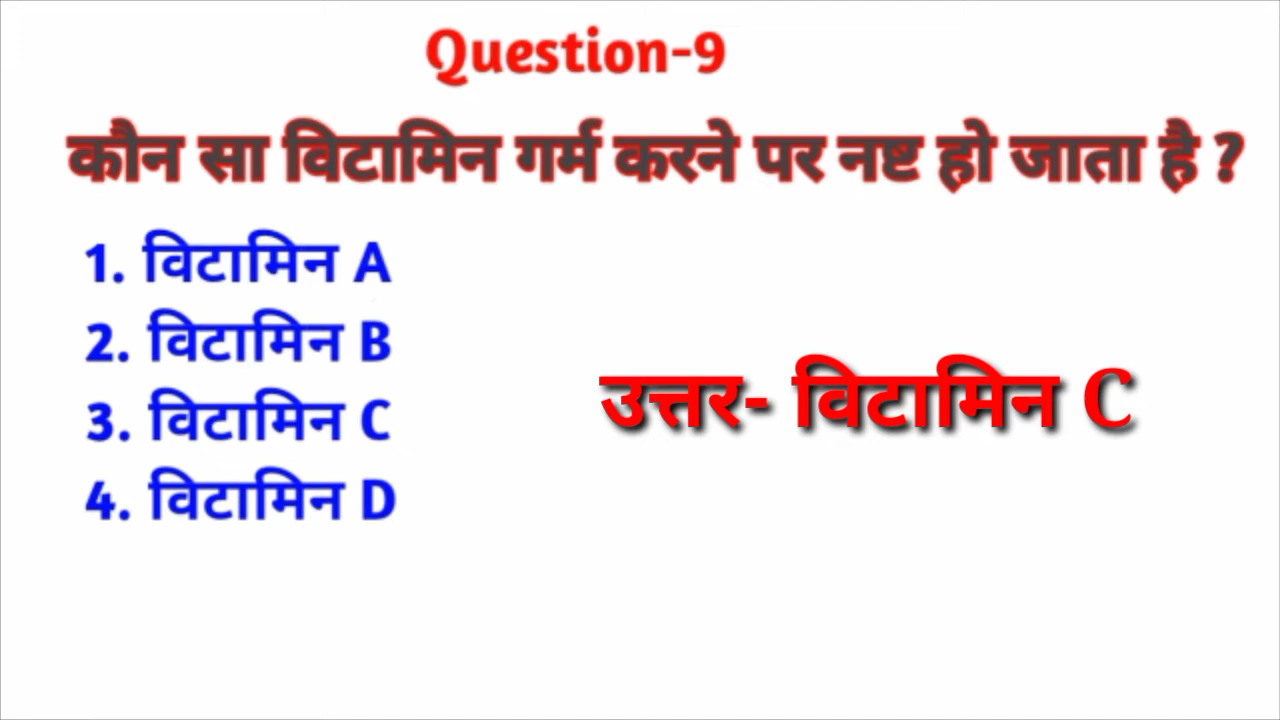 Question-9
कौन सा विटामिन गर्म करने पर नष्ट हो जाता है ?
1. विटामिन A
2. विटामिन B
3. विटामिन C
4. विटामिन D
उत्तर- विटामिन C